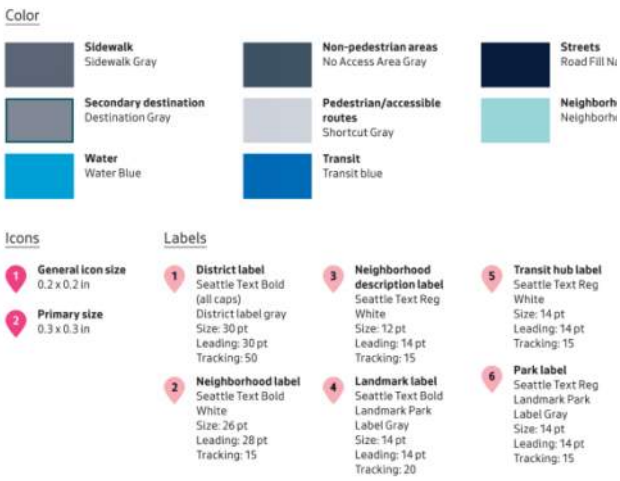 Color
Sidewalk
Sidewalk Gray
Non-pedestrian areas
No Access Area Gray
Streets
Road Fill Na
Secondary destination
Destination Gray
Pedestrian/accessible
routes
Shortcut Gray
Neighborh
Neighborho
Water
Water Blue
Transit
Transit blue
Icons
1
General icon size
0.2 x 0.2 in
2
Primary size
0.3 x 0.3 in
Labels
1
District label
Seattle Text Bold
(all caps)
District label gray
Size: 30 pt
Leading: 30 pt
Tracking: 50
2
Neighborhood label
Seattle Text Bold
White
Size: 26 pt
Leading: 28 pt
Tracking: 15
3
Neighborhood
description label
Seattle Text Reg
White
Size: 12 pt
Leading: 14 pt
Tracking: 15
4
Landmark label
Seattle Text Bold
Landmark Park
Label Gray
Size: 14 pt
Leading: 14 pt
Tracking: 20
5
Transit hub label
Seattle Text Reg
White
Size: 14 pt
Leading: 14 pt
Tracking: 15
6
Park label
Seattle Text Reg
Landmark Park
Label Gray
Size: 14 pt
Leading: 14 pt
Tracking: 15